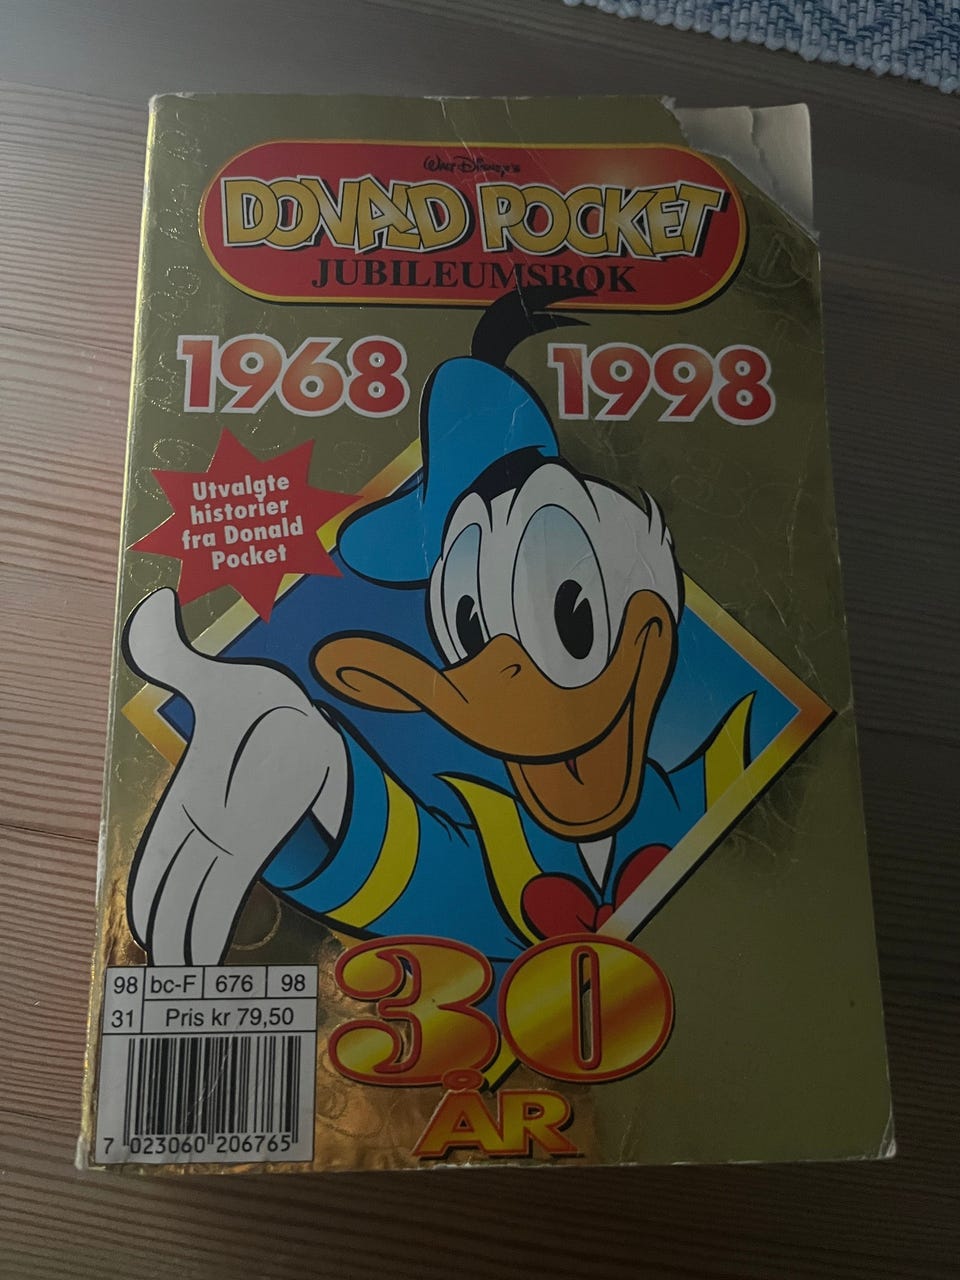 Walt Disney's
DONALD POCKET
JUBILEUMSBOK
1968 1998
Utvalgte
historier
fra Donald
Pocket
98 bc-F 676 98
31 Pris kr 79,50
7 023060 206765
30
ÅR